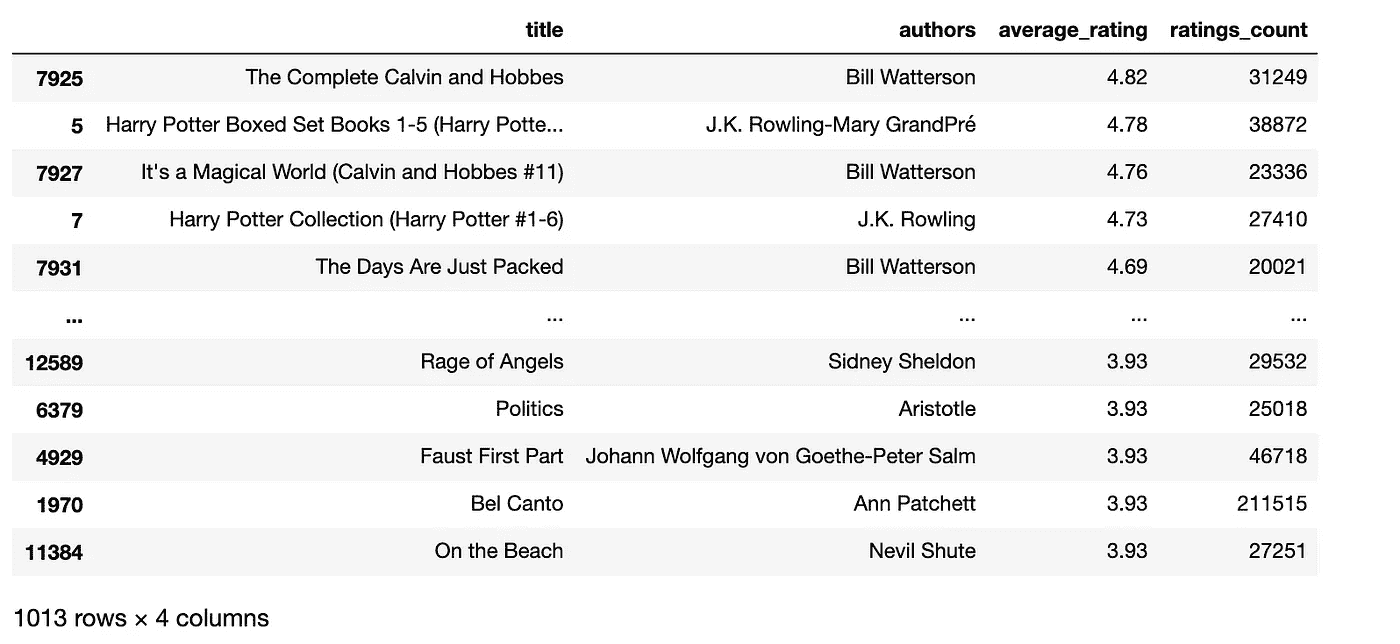 title authors average_rating ratings_count
7925 The Complete Calvin and Hobbes Bill Watterson 4.82 31249
5 Harry Potter Boxed Set Books 1-5 (Harry Potte... J.K. Rowling-Mary GrandPré 4.78 38872
7927 It's a Magical World (Calvin and Hobbes #11) Bill Watterson 4.76 23336
7 Harry Potter Collection (Harry Potter #1-6) J.K. Rowling 4.73 27410
7931 The Days Are Just Packed Bill Watterson 4.69 20021
... ... ... ... ...
12589 Rage of Angels Sidney Sheldon 3.93 29532
6379 Politics Aristotle 3.93 25018
4929 Faust First Part Johann Wolfgang von Goethe-Peter Salm 3.93 46718
1970 Bel Canto Ann Patchett 3.93 211515
11384 On the Beach Nevil Shute 3.93 27251
1013 rows × 4 columns